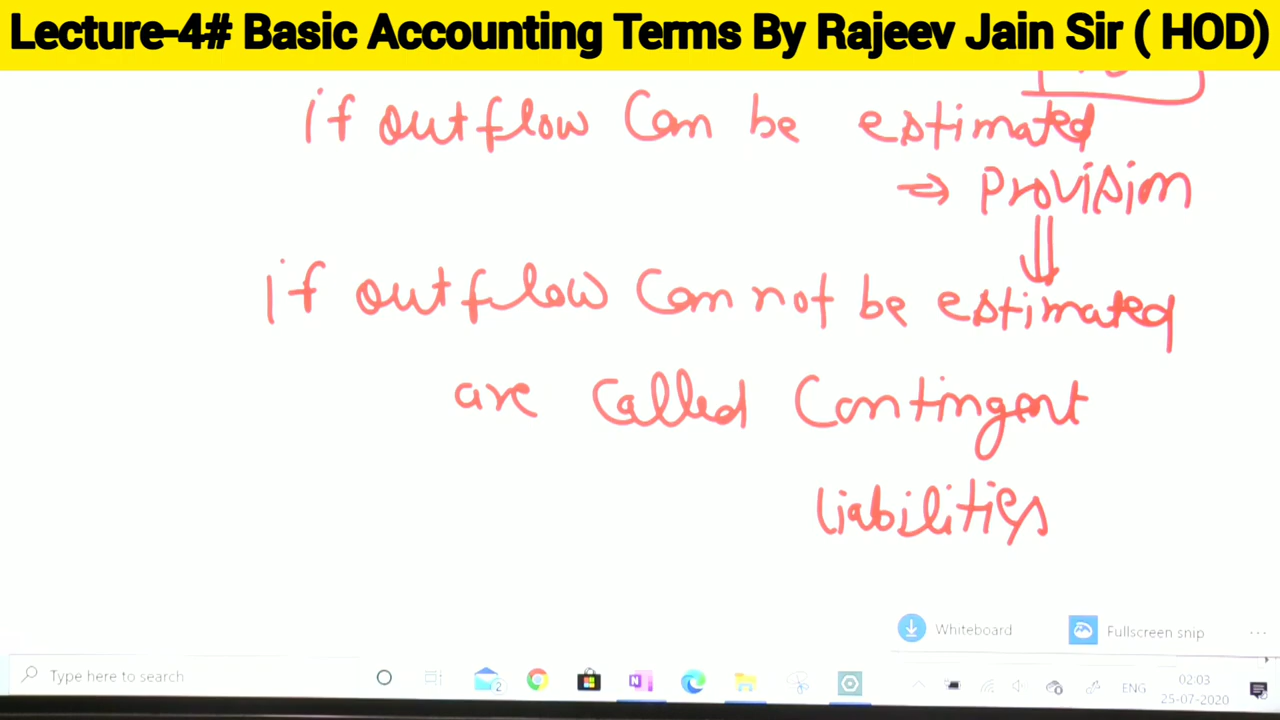 Lecture-4# Basic Accounting Terms By Rajeev Jain Sir ( HOD)
if outflow can be estimated
⇒ Provision
if outflow can not be estimated
are called Contingent
liabilities
Whiteboard
Fullscreen snip
...
Type here to search
2
ENG
02:03
25-07-2020